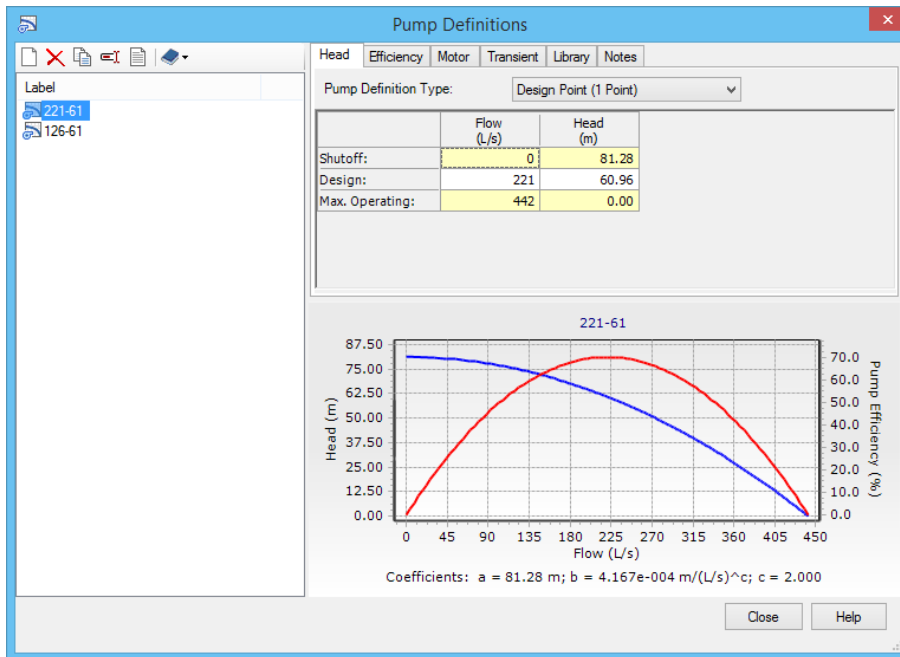 Pump Definitions
Label
221-61
126-61
Head Efficiency Motor Transient Library Notes
Pump Definition Type: Design Point (1 Point)
Flow (L/s) Head (m)
Shutoff: 0 81.28
Design: 221 60.96
Max. Operating: 442 0.00
221-61
Head (m)
87.50
75.00
62.50
50.00
37.50
25.00
12.50
0.00
70.0
60.0
50.0
40.0
30.0
20.0
10.0
0.0
Pump Efficiency (%)
0 45 90 135 180 225 270 315 360 405 450
Flow (L/s)
Coefficients: a = 81.28 m; b = 4.167e-004 m/(L/s)^c; c = 2.000
Close Help